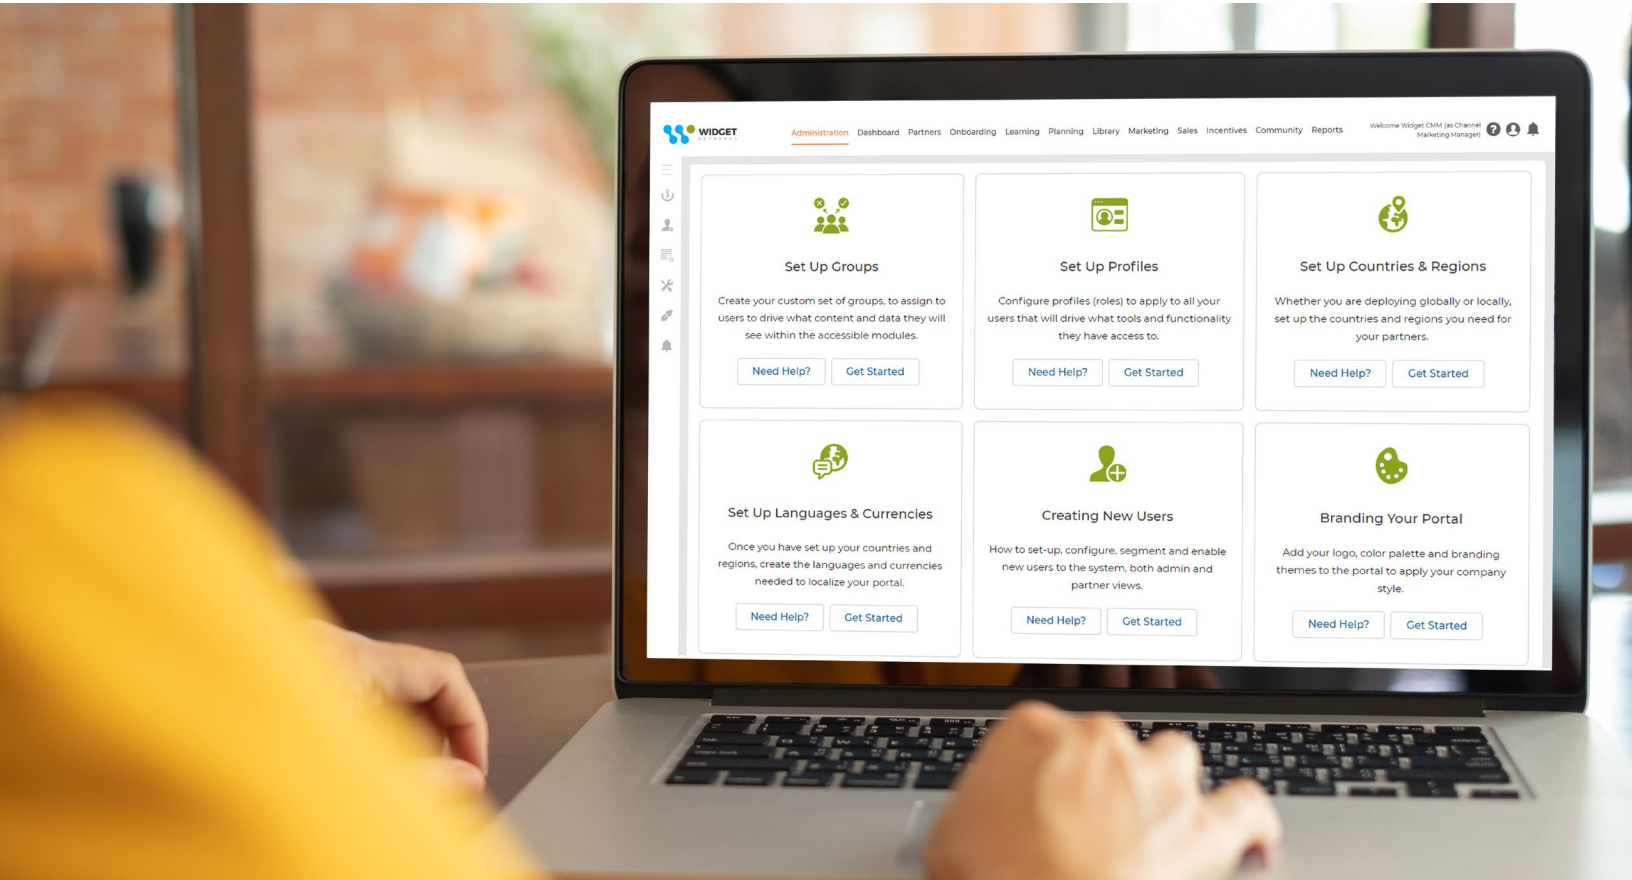 WIDGET
NETWORKS
Administration Dashboard Partners Onboarding Learning Planning Library Marketing Sales Incentives Community Reports
Welcome Widget CMM (as Channel
Marketing Manager)
Set Up Groups
Create your custom set of groups, to assign to
users to drive what content and data they will
see within the accessible modules.
Need Help? Get Started
Set Up Profiles
Configure profiles (roles) to apply to all your
users that will drive what tools and functionality
they have access to.
Need Help? Get Started
Set Up Countries & Regions
Whether you are deploying globally or locally,
set up the countries and regions you need for
your partners.
Need Help? Get Started
Set Up Languages & Currencies
Once you have set up your countries and
regions, create the languages and currencies
needed to localize your portal.
Need Help? Get Started
Creating New Users
How to set-up, configure, segment and enable
new users to the system, both admin and
partner views.
Need Help? Get Started
Branding Your Portal
Add your logo, color palette and branding
themes to the portal to apply your company
style.
Need Help? Get Started